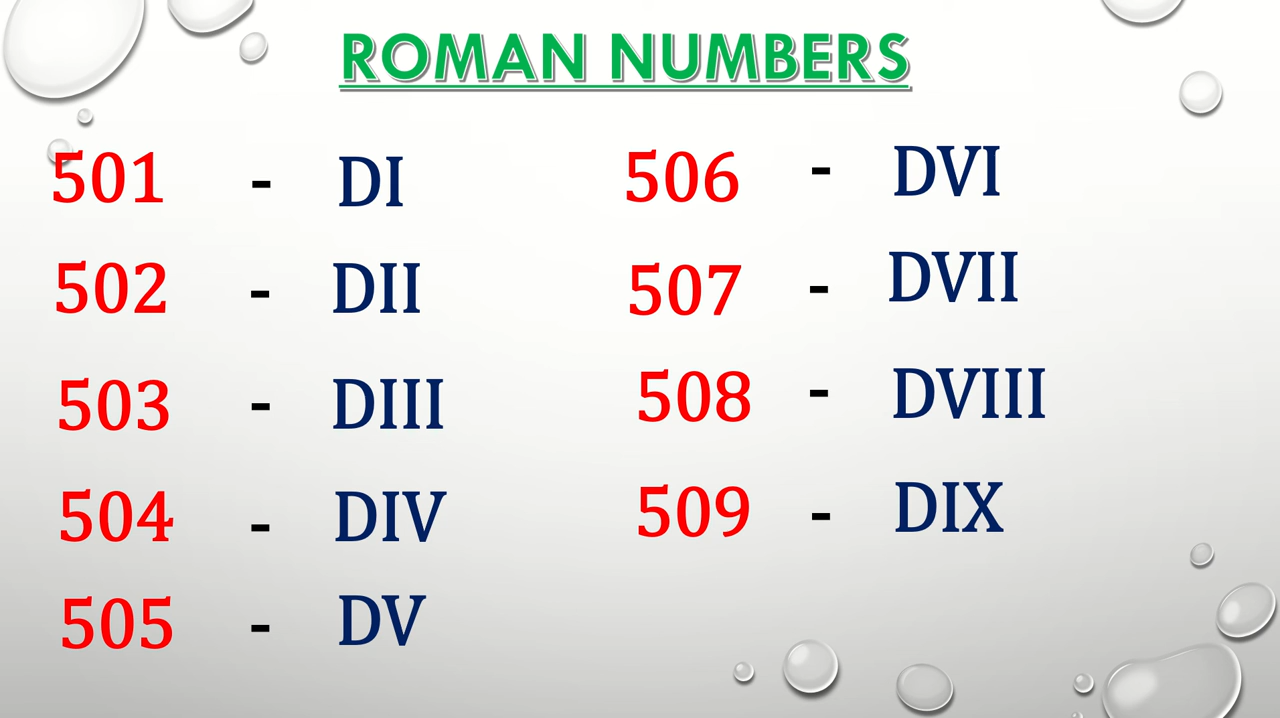 ROMAN NUMBERS
501 - DI
502 - DII
503 - DIII
504 - DIV
505 - DV
506 - DVI
507 - DVII
508 - DVIII
509 - DIX